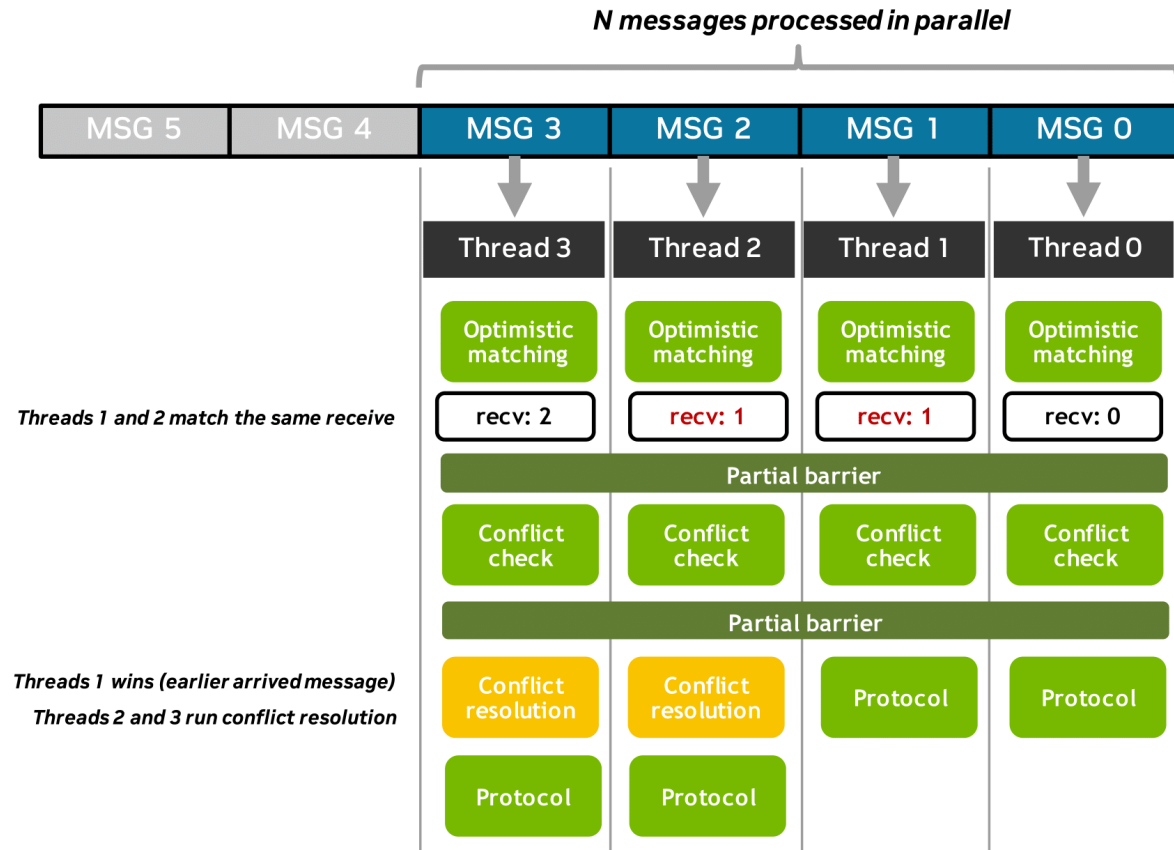 N messages processed in parallel
MSG 5 MSG 4 MSG 3 MSG 2 MSG 1 MSG 0
Thread 3 Thread 2 Thread 1 Thread 0
Optimistic matching Optimistic matching Optimistic matching Optimistic matching
Threads 1 and 2 match the same receive
recv: 2 recv: 1 recv: 1 recv: 0
Partial barrier
Conflict check Conflict check Conflict check Conflict check
Partial barrier
Threads 1 wins (earlier arrived message)
Threads 2 and 3 run conflict resolution
Conflict resolution Conflict resolution Protocol Protocol
Protocol Protocol